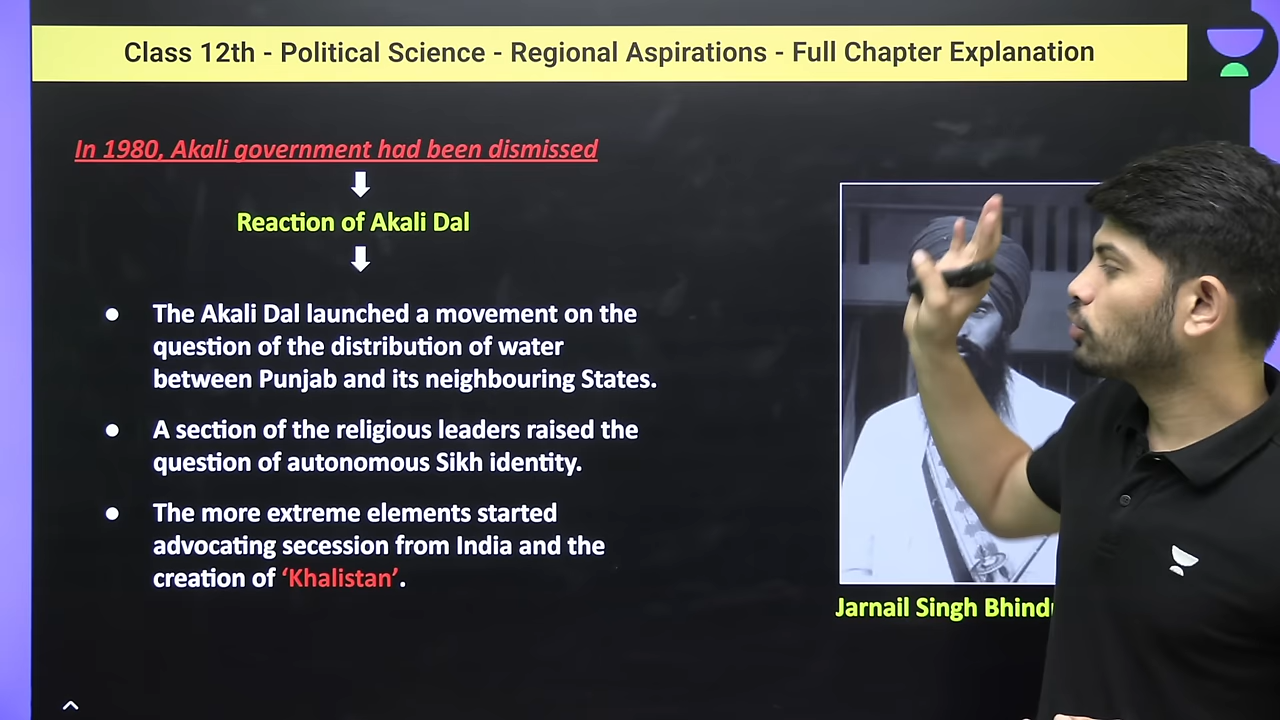 Class 12th - Political Science - Regional Aspirations - Full Chapter Explanation
In 1980, Akali government had been dismissed
Reaction of Akali Dal
The Akali Dal launched a movement on the
question of the distribution of water
between Punjab and its neighbouring States.
A section of the religious leaders raised the
question of autonomous Sikh identity.
The more extreme elements started
advocating secession from India and the
creation of ‘Khalistan’.
Jarnail Singh